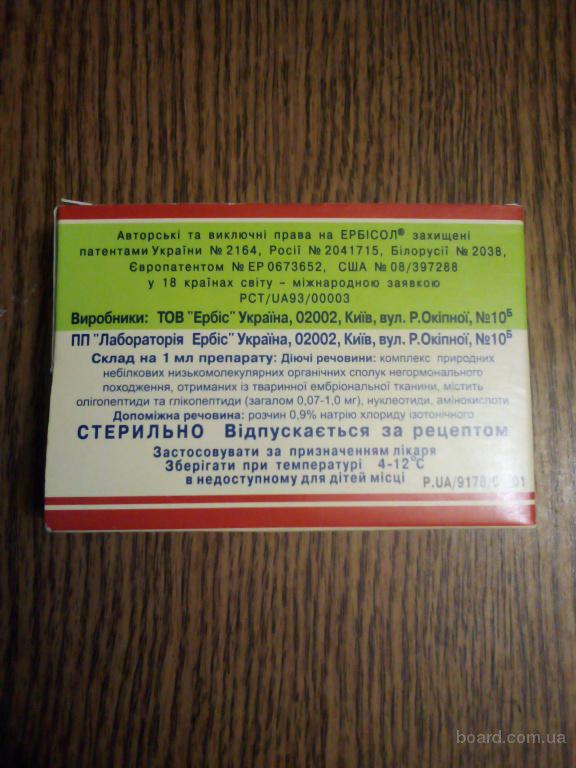 Авторські та виключні права на ЕРБІСОЛ® захищені
патентами України № 2164, Росії № 2041715, Білорусії № 2038,
Європатентом № ЕР 0673652, США № 08/397288
у 18 країнах світу – міжнародною заявкою
РСТ/UA93/00003
Виробники: ТОВ "Ербіс" Україна, 02002, Київ, вул. Р.Окіпної, №10Б
ПП "Лабораторія Ербіс" Україна, 02002, Київ, вул. Р.Окіпної, №10Б
Склад на 1 мл препарату: Діючі речовини: комплекс природних
небілкових низькомолекулярних органічних сполук негормонального
походження, отриманих із тваринної ембріональної тканини, містить
олігопептиди та глікопептиди (загалом 0,07-1,0 мг), нуклеотиди, амінокислоти
Допоміжна речовина: розчин 0,9% натрію хлориду ізотонічного
СТЕРИЛЬНО Відпускається за рецептом
Застосовувати за призначенням лікаря
Зберігати при температурі 4-12°С
в недоступному для дітей місці
board.com.ua